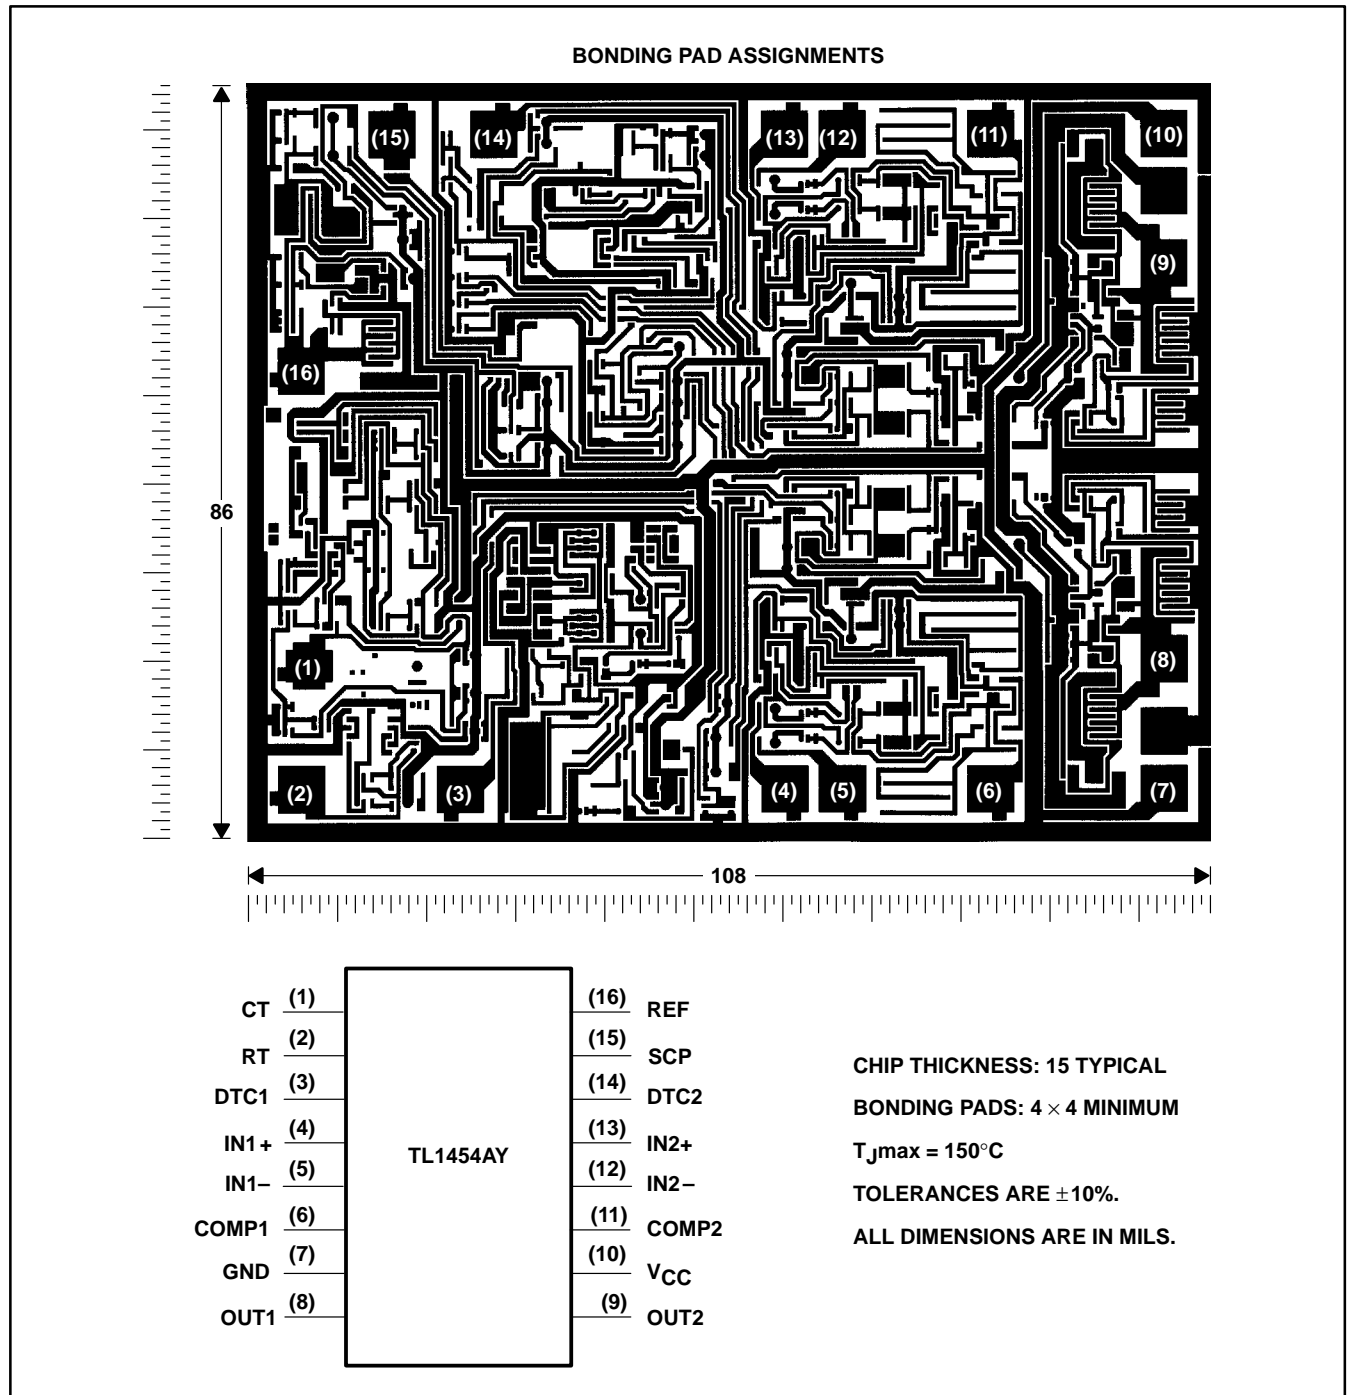 BONDING PAD ASSIGNMENTS
(15) (14) (13) (12) (11) (10)
(9)
(16)
86
(1) (8)
(2) (3) (4) (5) (6) (7)
108
CT (1) (16) REF
RT (2) (15) SCP
DTC1 (3) (14) DTC2
IN1+ (4) (13) IN2+
TL1454AY
IN1− (5) (12) IN2−
COMP1 (6) (11) COMP2
GND (7) (10) VCC
OUT1 (8) (9) OUT2
CHIP THICKNESS: 15 TYPICAL
BONDING PADS: 4 × 4 MINIMUM
TJmax = 150°C
TOLERANCES ARE ±10%.
ALL DIMENSIONS ARE IN MILS.